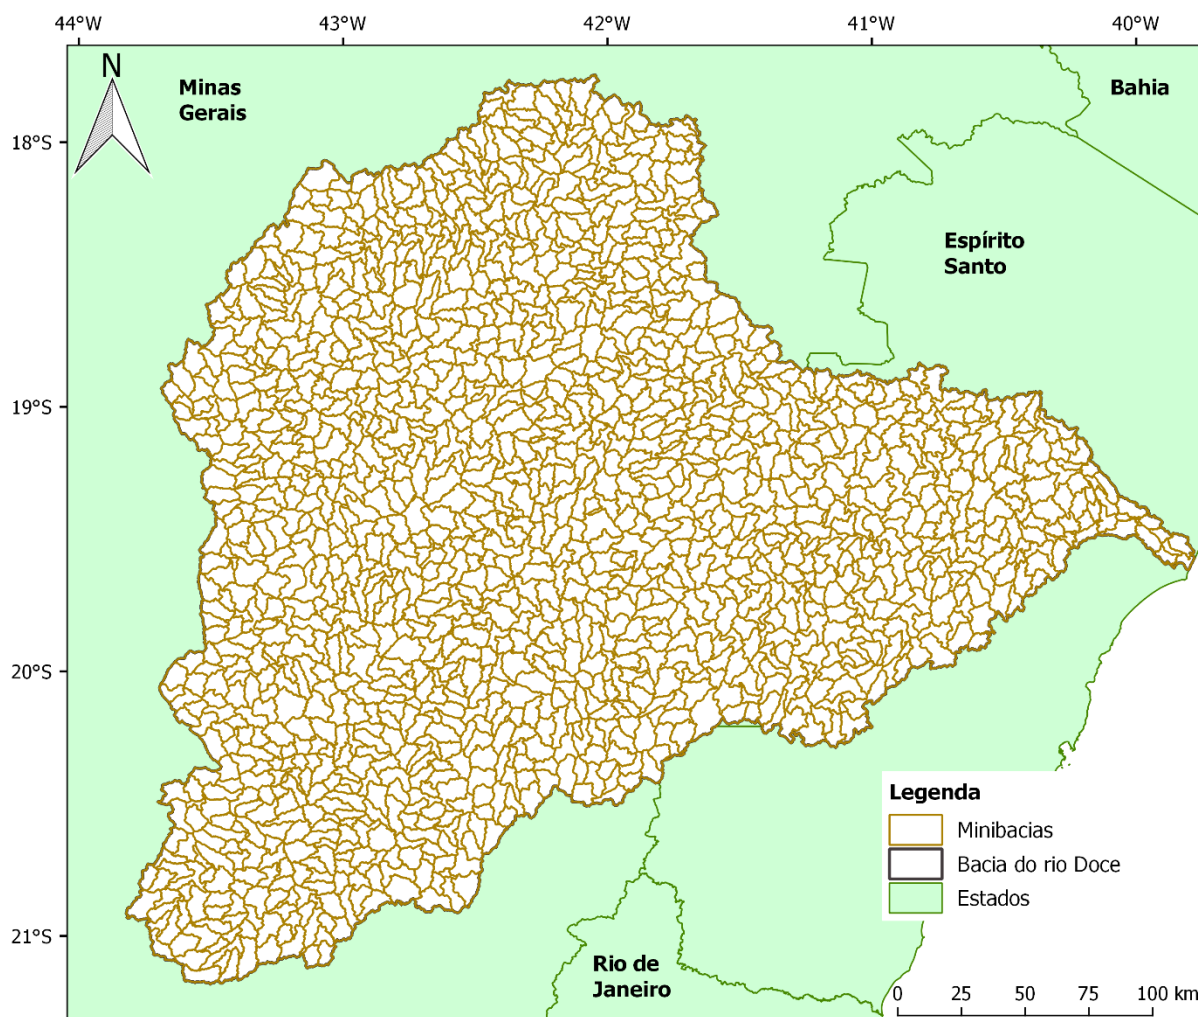 44°W 43°W 42°W 41°W 40°W
N
Minas
Gerais
Bahia
18°S
Espírito
Santo
19°S
20°S
Legenda
Minibacias
Bacia do rio Doce
Estados
21°S
Rio de
Janeiro
0 25 50 75 100 km